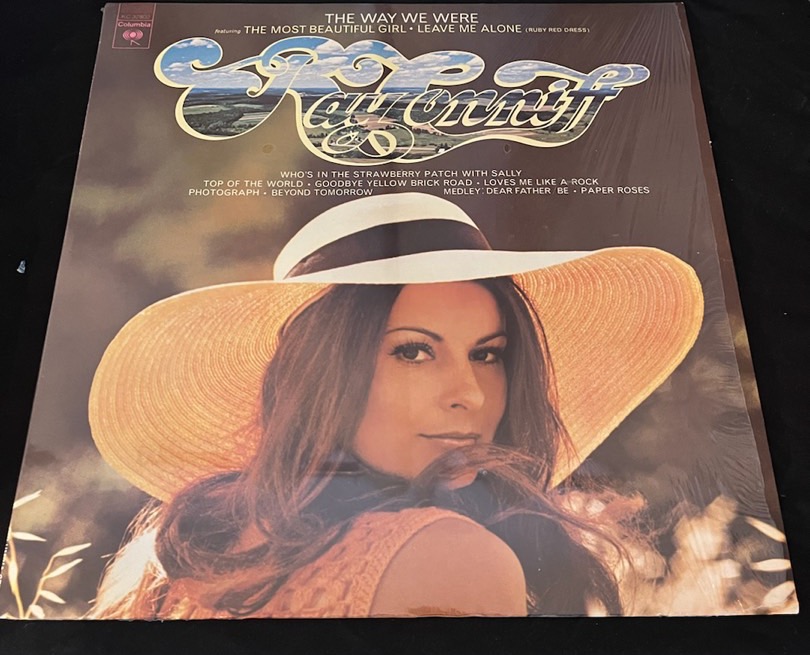 Columbia
THE WAY WE WERE
featuring THE MOST BEAUTIFUL GIRL • LEAVE ME ALONE (RUBY RED DRESS)
Ray Conniff
WHO'S IN THE STRAWBERRY PATCH WITH SALLY
TOP OF THE WORLD • GOODBYE YELLOW BRICK ROAD • LOVES ME LIKE A ROCK
PHOTOGRAPH • BEYOND TOMORROW MEDLEY: DEAR FATHER/BE • PAPER ROSES